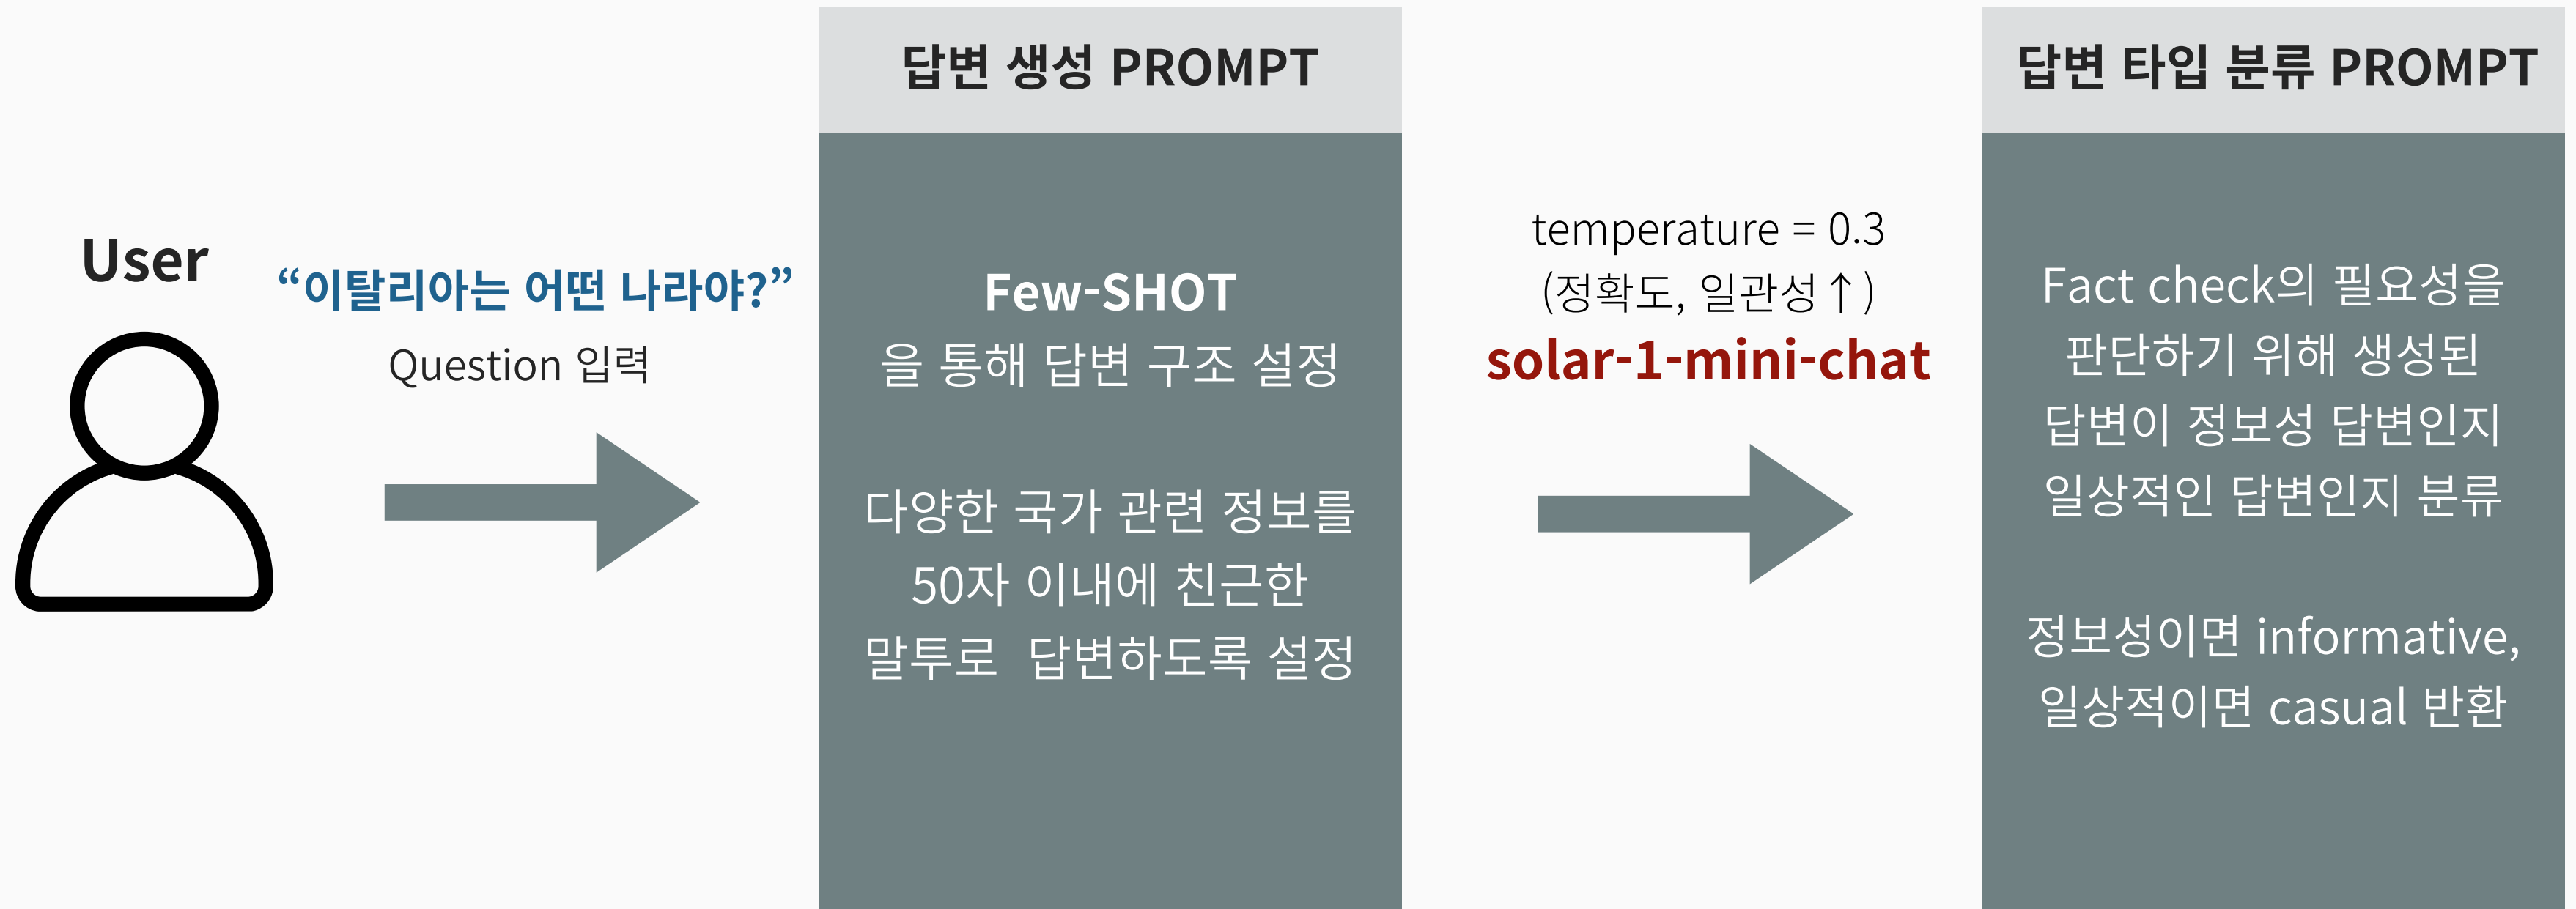 User
“이탈리아는 어떤 나라야?”
Question 입력
답변 생성 PROMPT
Few-SHOT
을 통해 답변 구조 설정
다양한 국가 관련 정보를
50자 이내에 친근한
말투로 답변하도록 설정
temperature = 0.3
(정확도, 일관성↑)
solar-1-mini-chat
답변 타입 분류 PROMPT
Fact check의 필요성을
판단하기 위해 생성된
답변이 정보성 답변인지
일상적인 답변인지 분류
정보성이면 informative,
일상적이면 casual 반환